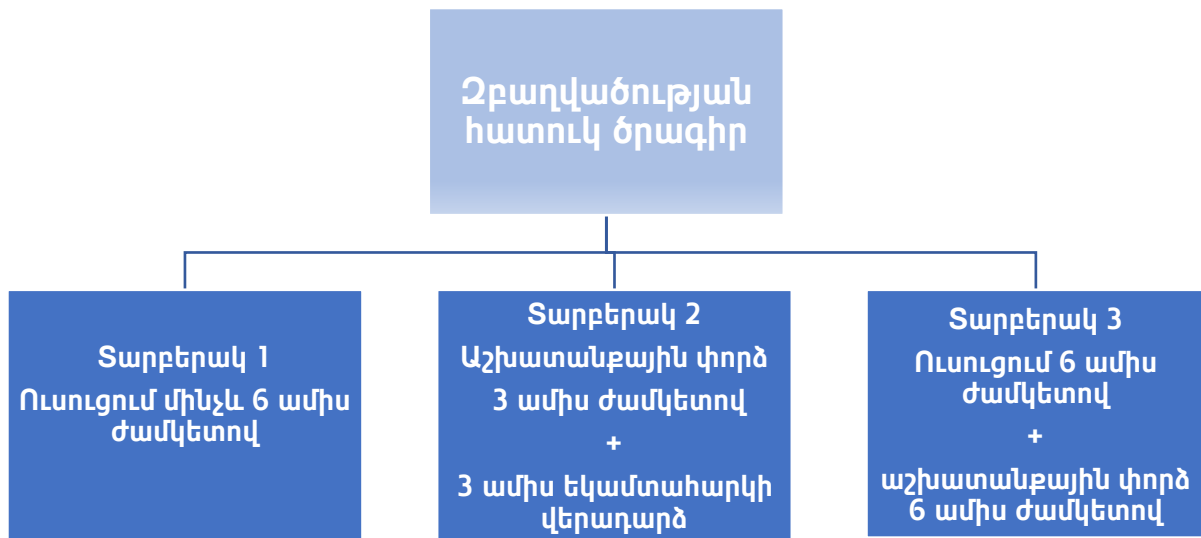 Զբաղվածության
հատուկ ծրագիր
Տարբերակ 1
Ուսուցում մինչև 6 ամիս
ժամկետով
Տարբերակ 2
Աշխատանքային փորձ
3 ամիս ժամկետով
+
3 ամիս եկամտահարկի
վերադարձ
Տարբերակ 3
Ուսուցում 6 ամիս
ժամկետով
+
աշխատանքային փորձ
6 ամիս ժամկետով